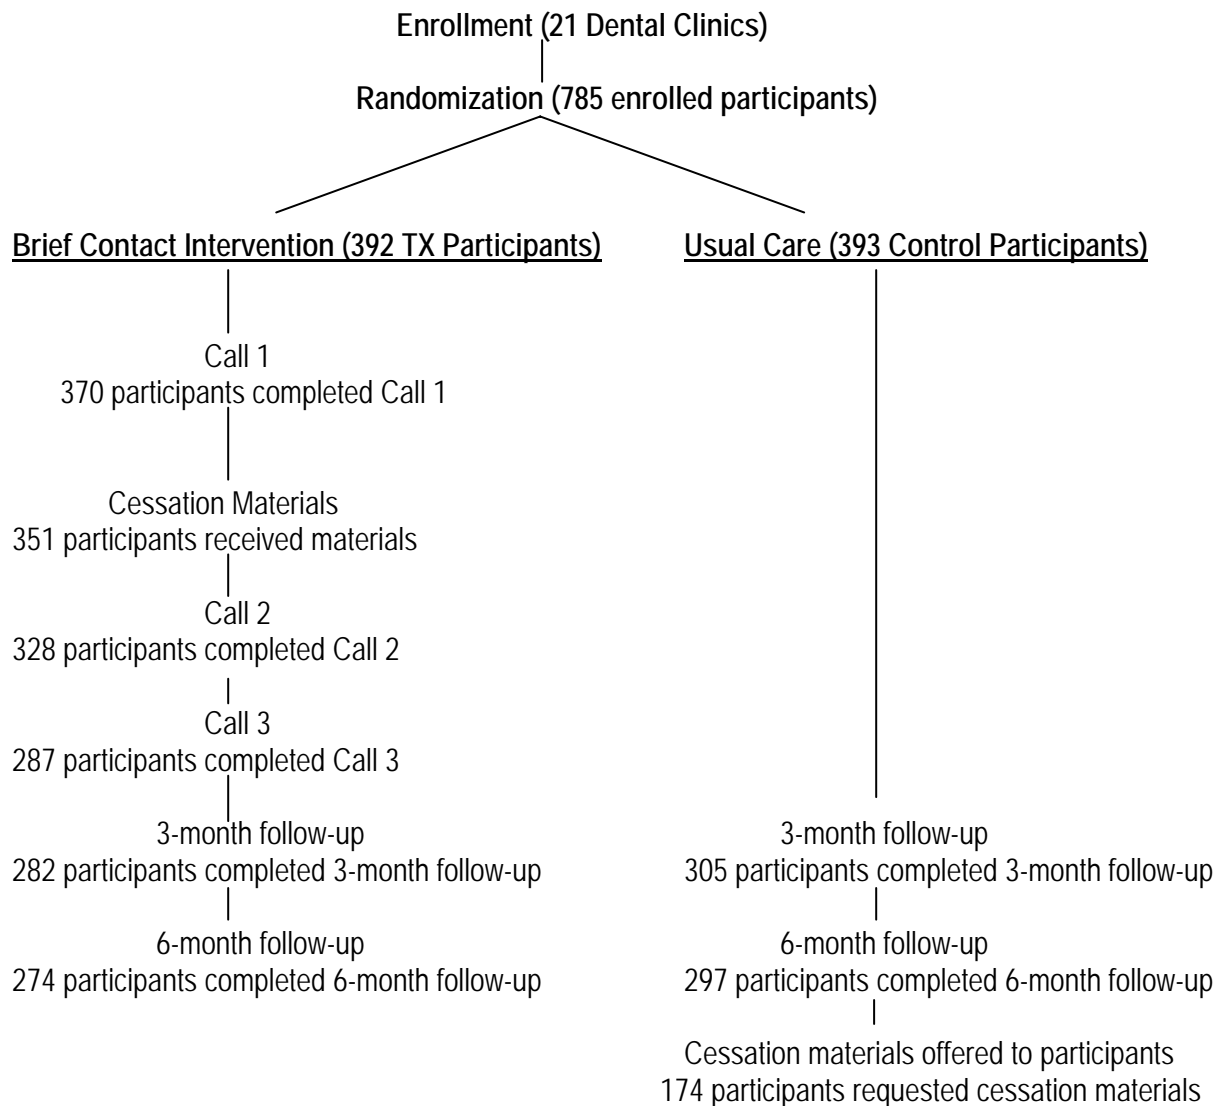 Enrollment (21 Dental Clinics)
Randomization (785 enrolled participants)
Brief Contact Intervention (392 TX Participants)
Call 1
370 participants completed Call 1
Cessation Materials
351 participants received materials
Call 2
328 participants completed Call 2
Call 3
287 participants completed Call 3
3-month follow-up
282 participants completed 3-month follow-up
6-month follow-up
274 participants completed 6-month follow-up
Usual Care (393 Control Participants)
3-month follow-up
305 participants completed 3-month follow-up
6-month follow-up
297 participants completed 6-month follow-up
Cessation materials offered to participants
174 participants requested cessation materials